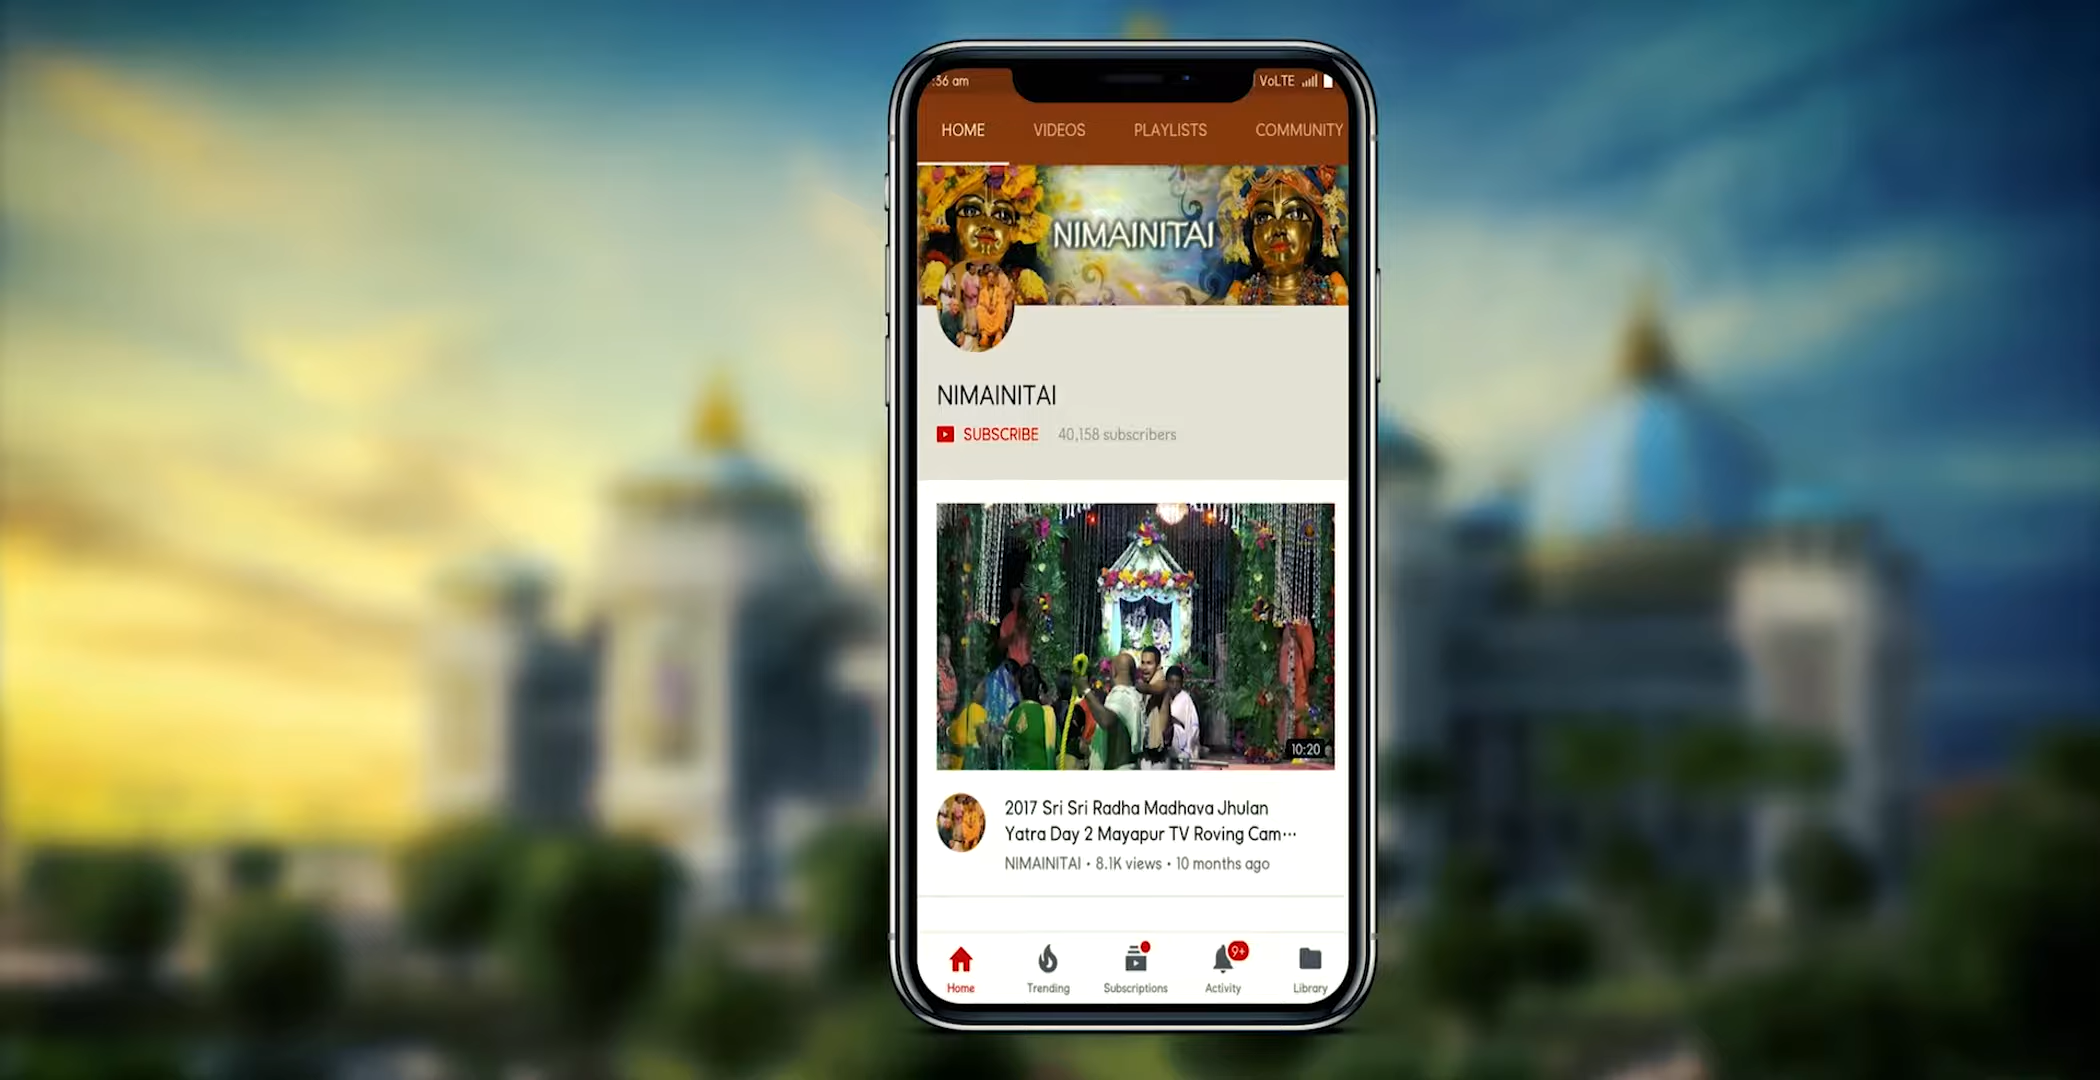 :36 am
VoLTE
HOME VIDEOS PLAYLISTS COMMUNITY
NIMAINITAI
NIMAINITAI
SUBSCRIBE 40,158 subscribers
10:20
2017 Sri Sri Radha Madhava Jhulan
Yatra Day 2 Mayapur TV Roving Cam...
NIMAINITAI • 8.1K views • 10 months ago
9+
Home Trending Subscriptions Activity Library